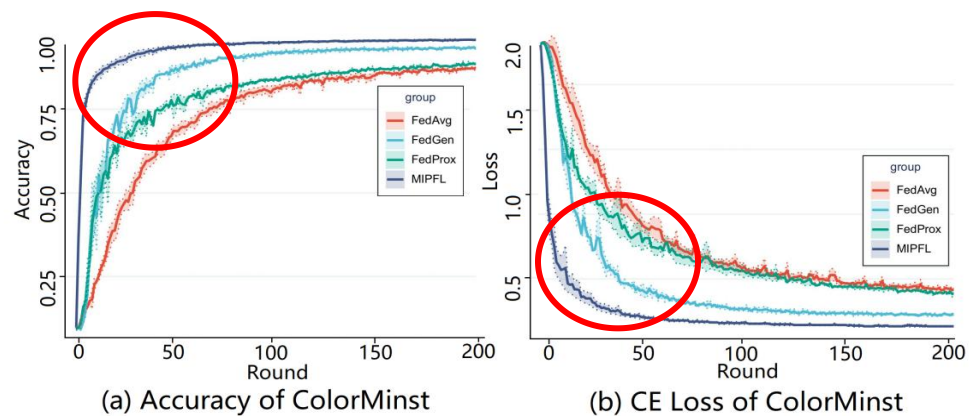 1.00
0.75
0.50
0.25
Accuracy
group
FedAvg
FedGen
FedProx
MIPFL
0
50
100
150
200
Round
(a) Accuracy of ColorMinst
2.0
1.5
1.0
0.5
Loss
group
FedAvg
FedGen
FedProx
MIPFL
0
50
100
150
200
Round
(b) CE Loss of ColorMinst